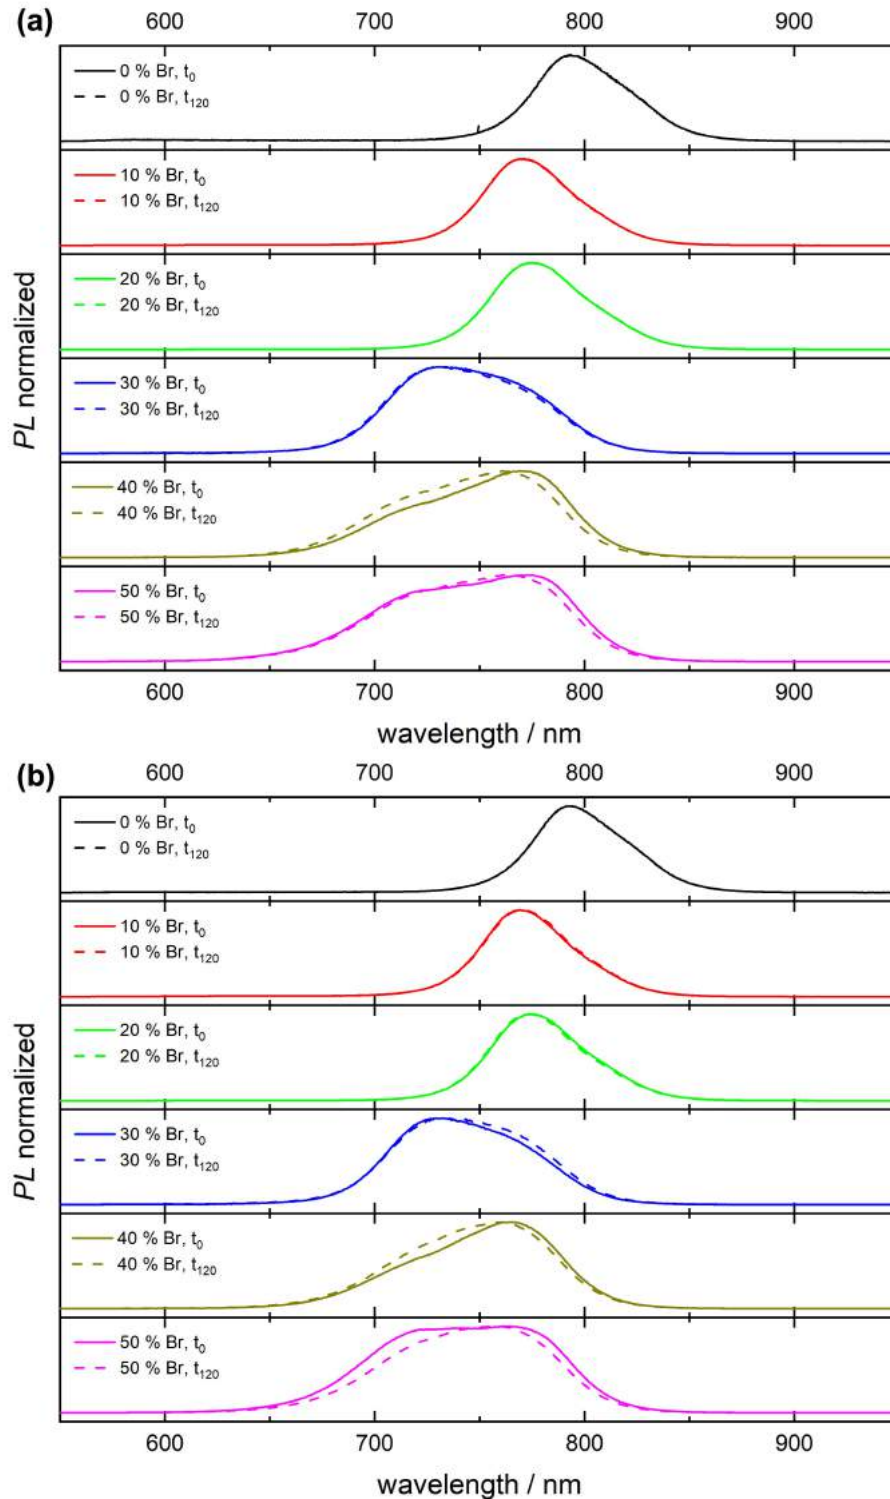 (a)
600 700 800 900
0 % Br, t₀
0 % Br, t₁₂₀
10 % Br, t₀
10 % Br, t₁₂₀
20 % Br, t₀
20 % Br, t₁₂₀
30 % Br, t₀
30 % Br, t₁₂₀
40 % Br, t₀
40 % Br, t₁₂₀
50 % Br, t₀
50 % Br, t₁₂₀
PL normalized
600 700 800 900
wavelength / nm
(b)
600 700 800 900
0 % Br, t₀
0 % Br, t₁₂₀
10 % Br, t₀
10 % Br, t₁₂₀
20 % Br, t₀
20 % Br, t₁₂₀
30 % Br, t₀
30 % Br, t₁₂₀
40 % Br, t₀
40 % Br, t₁₂₀
50 % Br, t₀
50 % Br, t₁₂₀
PL normalized
600 700 800 900
wavelength / nm